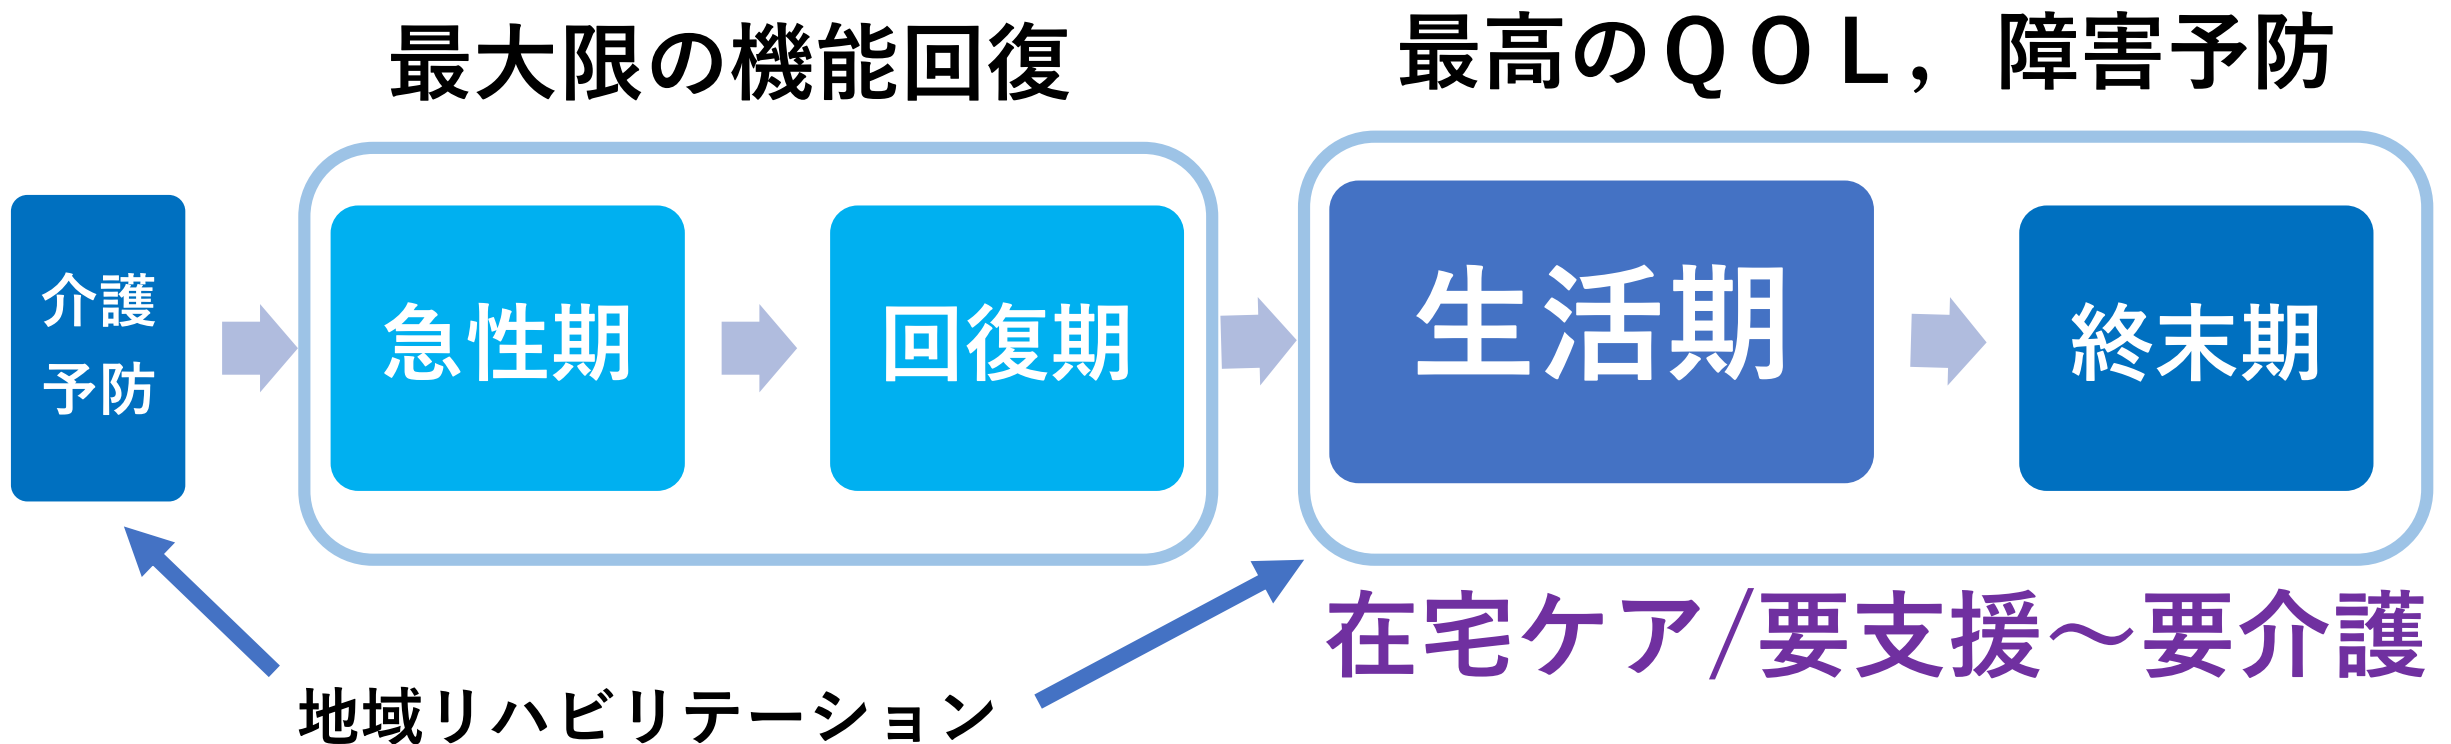 最大限の機能回復
最高のＱＯＬ，障害予防
介護
予防
急性期
回復期
生活期
終末期
在宅ケア/要支援～要介護
地域リハビリテーション